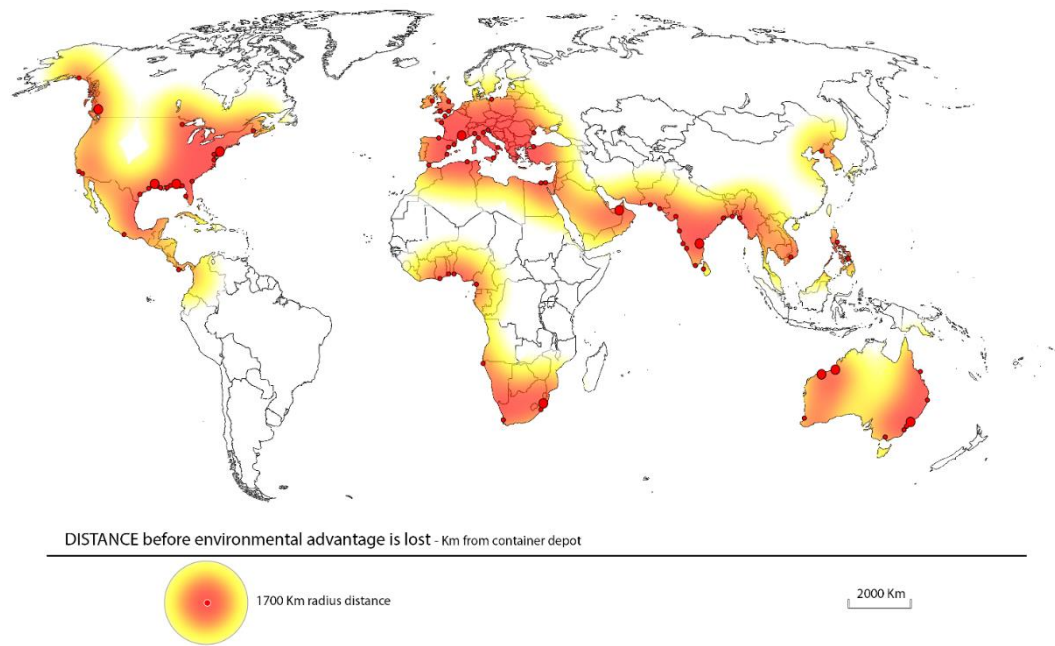 DISTANCE before environmental advantage is lost - Km from container depot
1700 Km radius distance
2000 Km